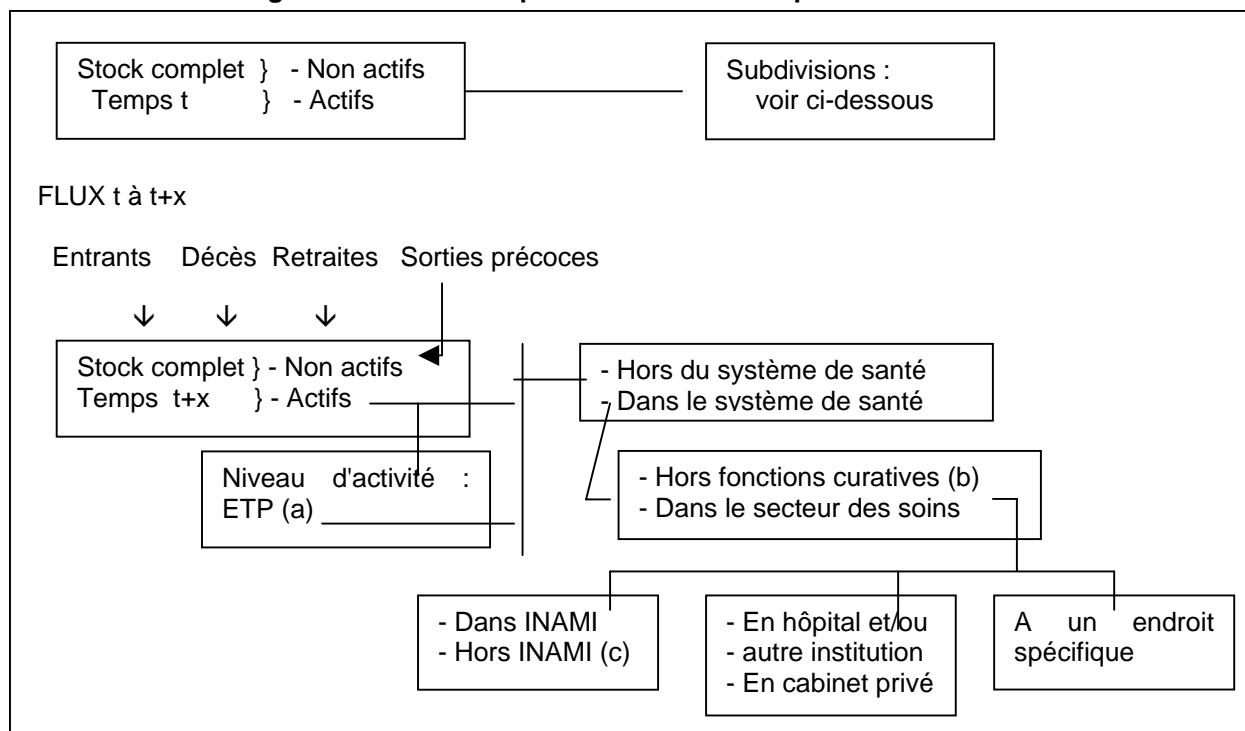 Stock complet } - Non actifs
Temps t } - Actifs
Subdivisions :
voir ci-dessous
FLUX t à t+x
Entrants Décès Retraites Sorties précoces
Stock complet } - Non actifs
Temps t+x } - Actifs
- Hors du système de santé
- Dans le système de santé
Niveau d'activité :
ETP (a)
- Hors fonctions curatives (b)
- Dans le secteur des soins
- Dans INAMI
- Hors INAMI (c)
- En hôpital et/ou
- autre institution
- En cabinet privé
A un endroit
spécifique